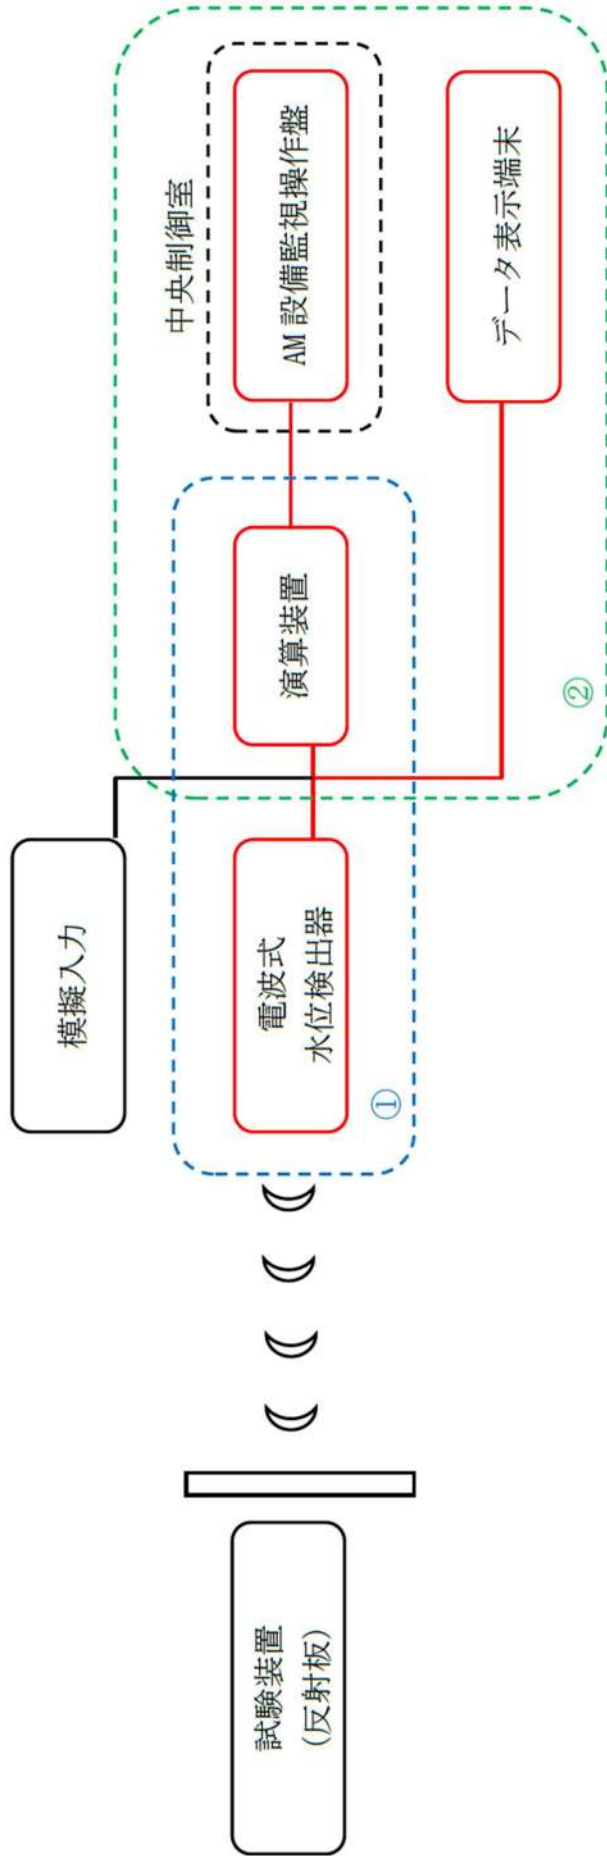 模擬入力
試験装置
(反射板)
電波式
水位検出器
①
演算装置
中央制御室
AM 設備監視操作盤
データ表示端末
②